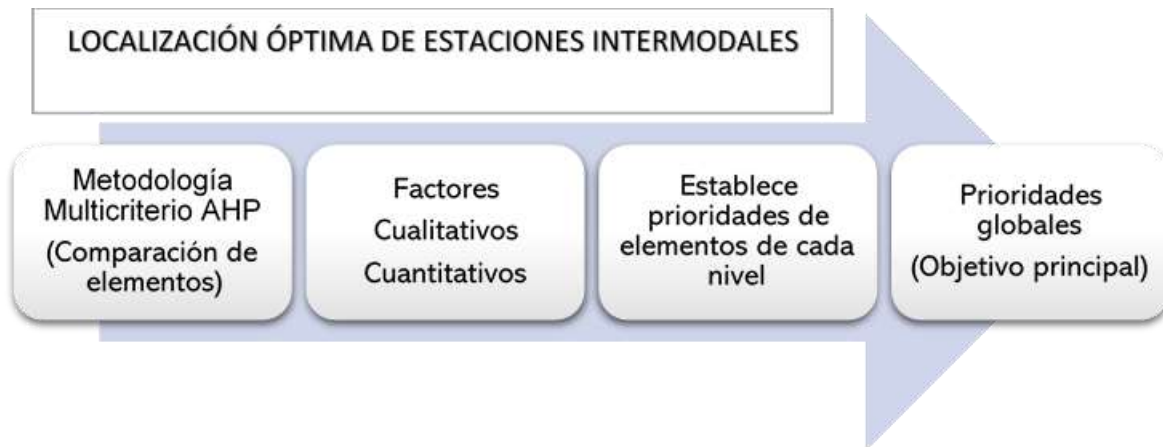 LOCALIZACIÓN ÓPTIMA DE ESTACIONES INTERMODALES
Metodología
Multicriterio AHP
(Comparación de
elementos)
Factores
Cualitativos
Cuantitativos
Establece
prioridades de
elementos de cada
nivel
Prioridades
globales
(Objetivo principal)